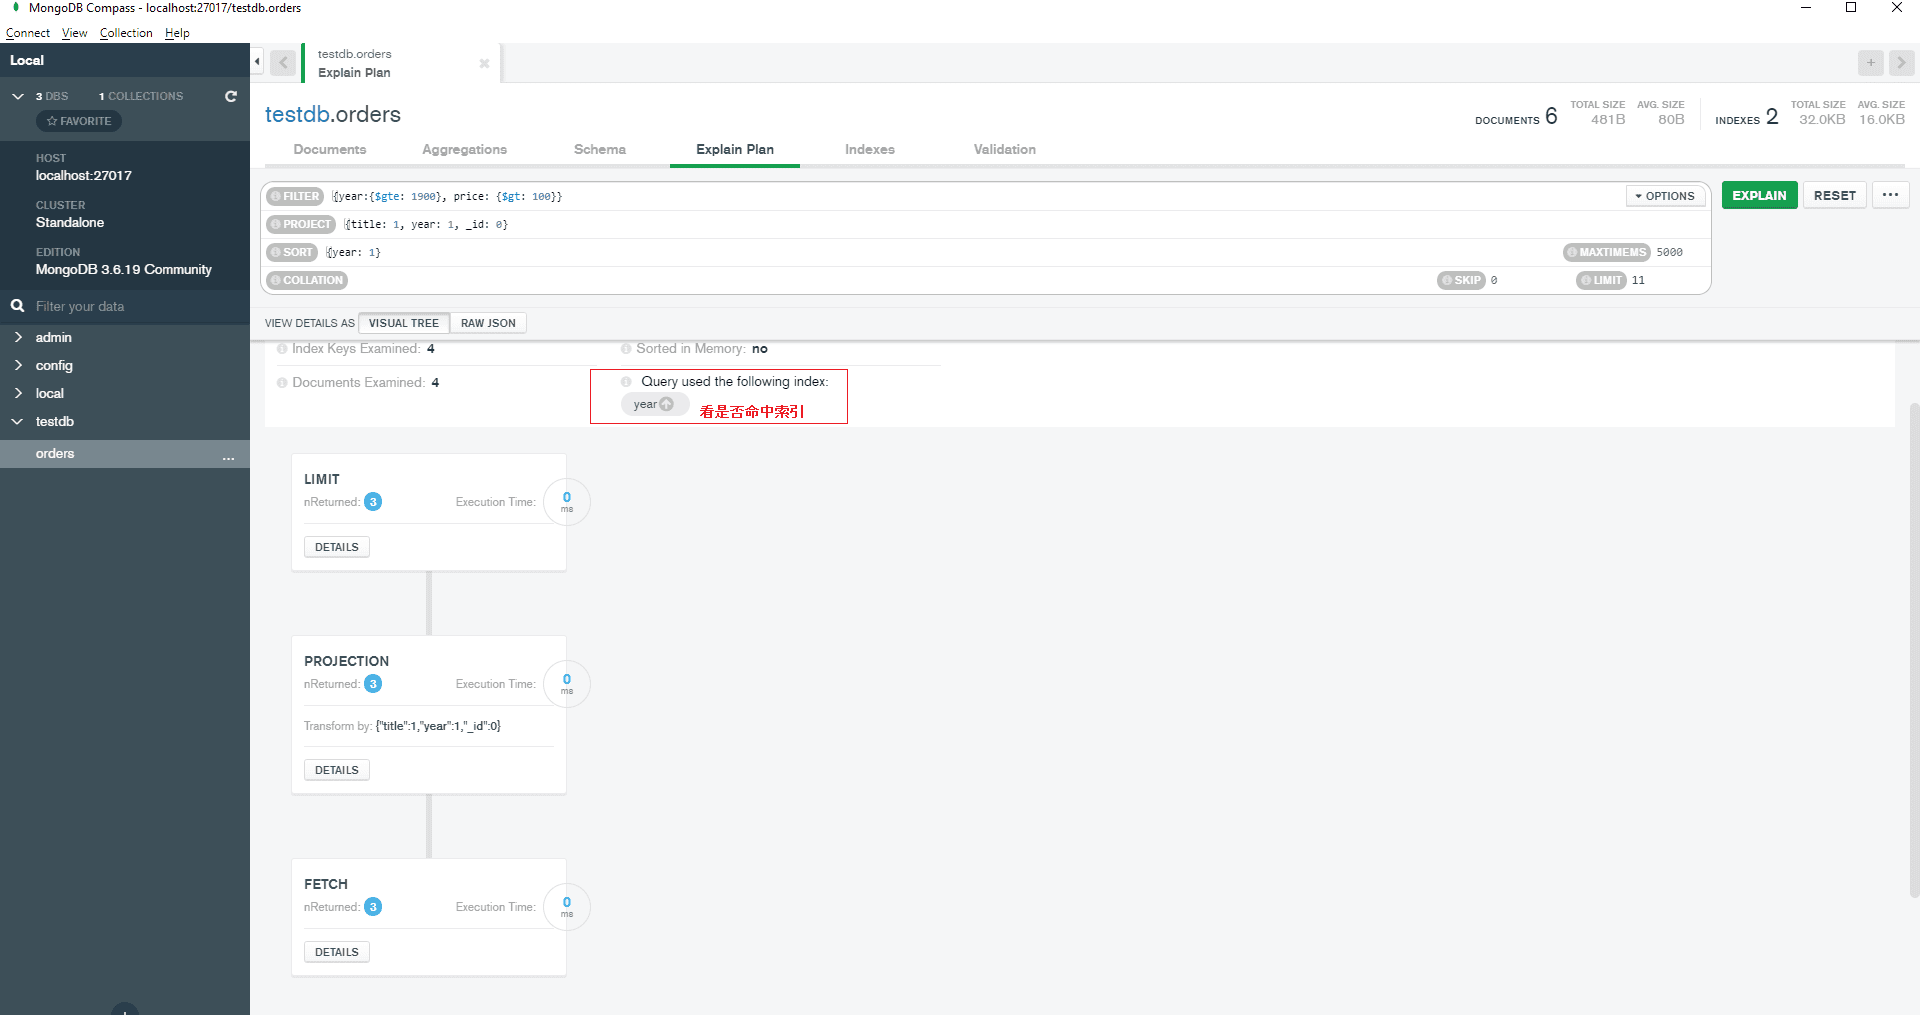 MongoDB Compass - localhost:27017/testdb.orders
Connect View Collection Help
Local
3 DBS 1 COLLECTIONS
FAVORITE
HOST
localhost:27017
CLUSTER
Standalone
EDITION
MongoDB 3.6.19 Community
Filter your data
admin
config
local
testdb
orders ...
testdb.orders
Explain Plan
testdb.orders
DOCUMENTS 6 TOTAL SIZE 481B AVG. SIZE 80B INDEXES 2 TOTAL SIZE 32.0KB AVG. SIZE 16.0KB
Documents Aggregations Schema Explain Plan Indexes Validation
FILTER {year:{$gte: 1900}, price: {$gt: 100}} OPTIONS EXPLAIN RESET ...
PROJECT {title: 1, year: 1, _id: 0}
SORT {year: 1} MAXTIMEMS 5000
COLLATION SKIP 0 LIMIT 11
VIEW DETAILS AS VISUAL TREE RAW JSON
Index Keys Examined: 4 Sorted in Memory: no
Documents Examined: 4 Query used the following index:
year 看是否命中索引
LIMIT
nReturned: 3 Execution Time: 0 ms
DETAILS
PROJECTION
nReturned: 3 Execution Time: 0 ms
Transform by: {"title":1,"year":1,"_id":0}
DETAILS
FETCH
nReturned: 3 Execution Time: 0 ms
DETAILS